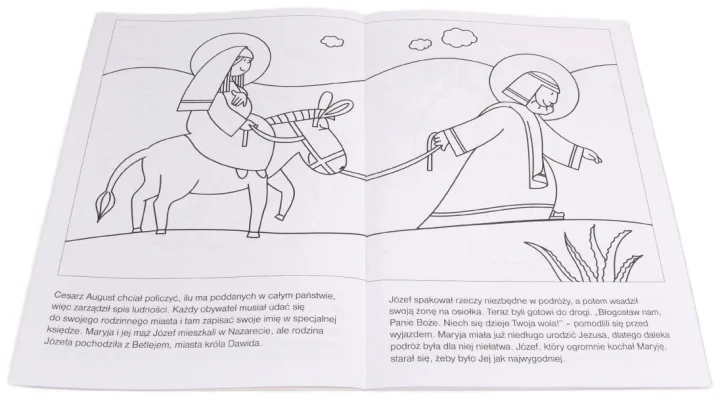 Cesarz August chciał policzyć, ilu ma poddanych w całym państwie,
więc zarządził spis ludności. Każdy obywatel musiał udać się
do swojego rodzinnego miasta i tam zapisać swoje imię w specjalnej
księdze. Maryja i jej mąż Józef mieszkali w Nazarecie, ale rodzina
Józefa pochodziła z Betlejem, miasta króla Dawida.
Józef spakował rzeczy niezbędne w podróży, a potem wsadził
swoją żonę na osiołka. Teraz byli gotowi do drogi. „Błogosław nam,
Panie Boże. Niech się dzieje Twoja wola!” – pomodlili się przed
wyjazdem. Maryja miała już niedługo urodzić Jezusa, dlatego daleka
podróż była dla niej niełatwa. Józef, który ogromnie kochał Maryję,
starał się, żeby było Jej jak najwygodniej.